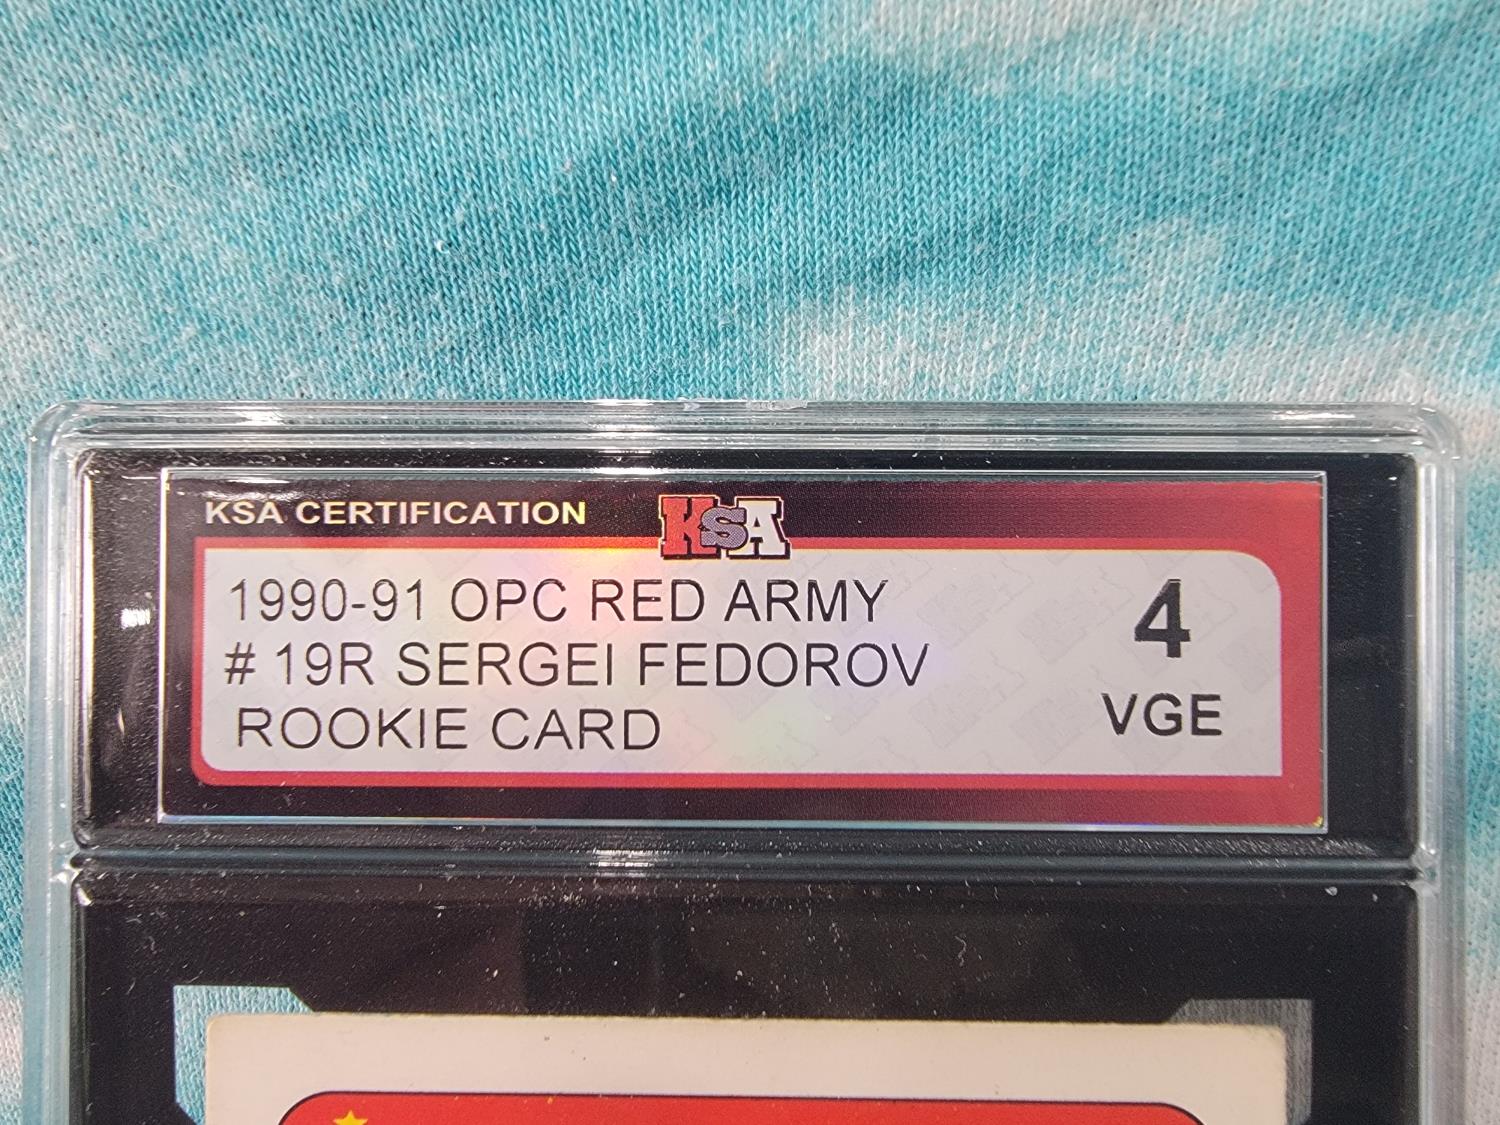 KSA CERTIFICATION KSA
1990-91 OPC RED ARMY
# 19R SERGEI FEDOROV
ROOKIE CARD
4
VGE